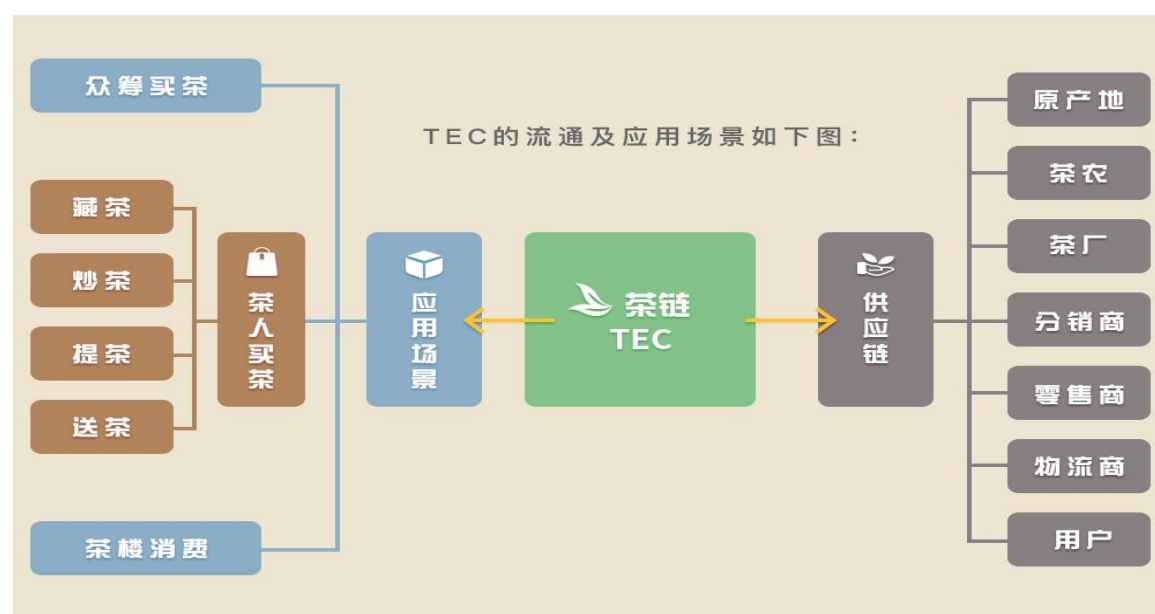 TEC的流通及应用场景如下图：
众筹买茶
藏茶
炒茶
提茶
送茶
茶人买茶
茶楼消费
应用场景
茶链
TEC
供应链
原产地
茶农
茶厂
分销商
零售商
物流商
用户